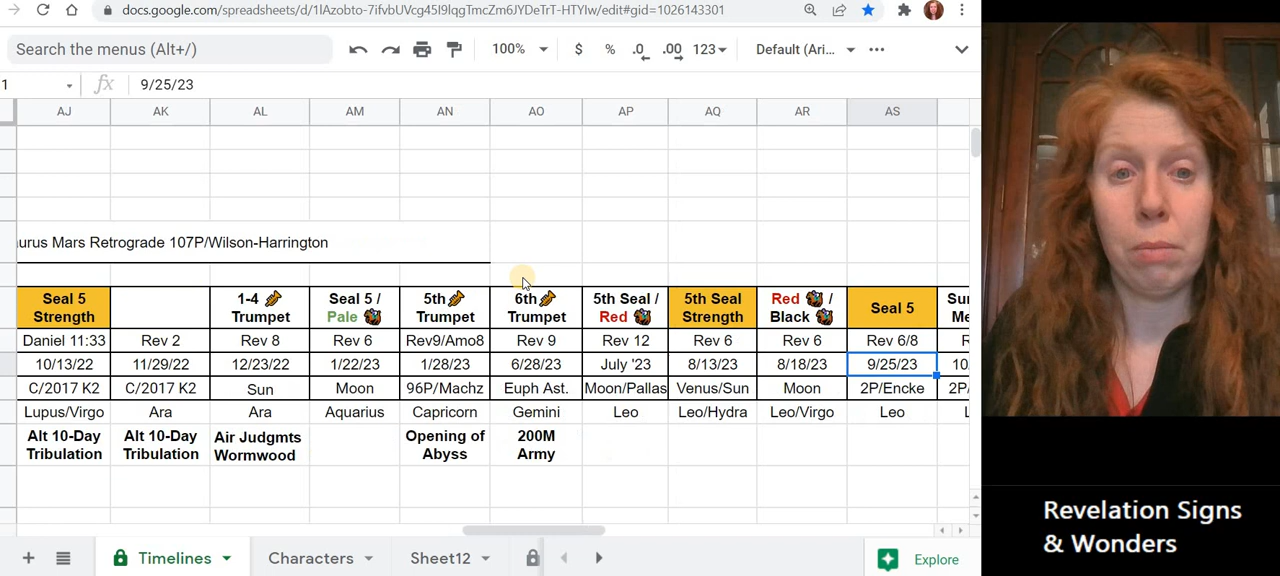 docs.google.com/spreadsheets/d/1lAzobto-7ifvbUVcg45I9IqgTmcZm6JYDeTrT-HTYIw/edit#gid=1026143301
Search the menus (Alt+/)
100%
$ % .0 .00 123
Default (Ari...
1
fx
9/25/23
AJ AK AL AM AN AO AP AQ AR AS
urus Mars Retrograde 107P/Wilson-Harrington
Seal 5 1-4 Seal 5 / 5th 6th 5th Seal / 5th Seal Red / Seal 5 Sur
Strength Trumpet Pale Trumpet Trumpet Red Strength Black Me
Daniel 11:33 Rev 2 Rev 8 Rev 6 Rev9/Amo8 Rev 9 Rev 12 Rev 6 Rev 6 Rev 6/8 R
10/13/22 11/29/22 12/23/22 1/22/23 1/28/23 6/28/23 July '23 8/13/23 8/18/23 9/25/23 10
C/2017 K2 C/2017 K2 Sun Moon 96P/Machz Euph Ast. Moon/Pallas Venus/Sun Moon 2P/Encke 2P/
Lupus/Virgo Ara Ara Aquarius Capricorn Gemini Leo Leo/Hydra Leo/Virgo Leo L
Alt 10-Day Alt 10-Day Air Judgmts Opening of 200M
Tribulation Tribulation Wormwood Abyss Army
Timelines Characters Sheet12 Explore
Revelation Signs
& Wonders